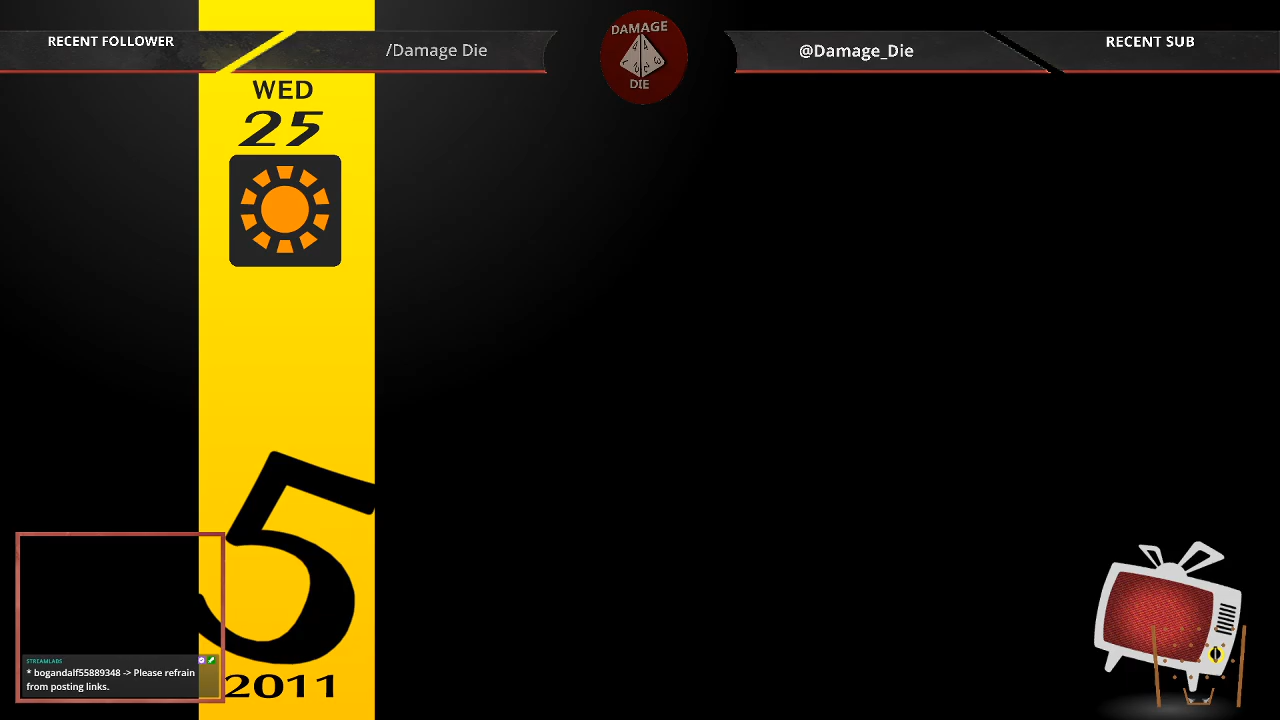 RECENT FOLLOWER
/Damage Die
DAMAGE
DIE
@Damage_Die
RECENT SUB
WED
25
5
2011
STREAMLABS
* bogandalf55889348 -> Please refrain
from posting links.